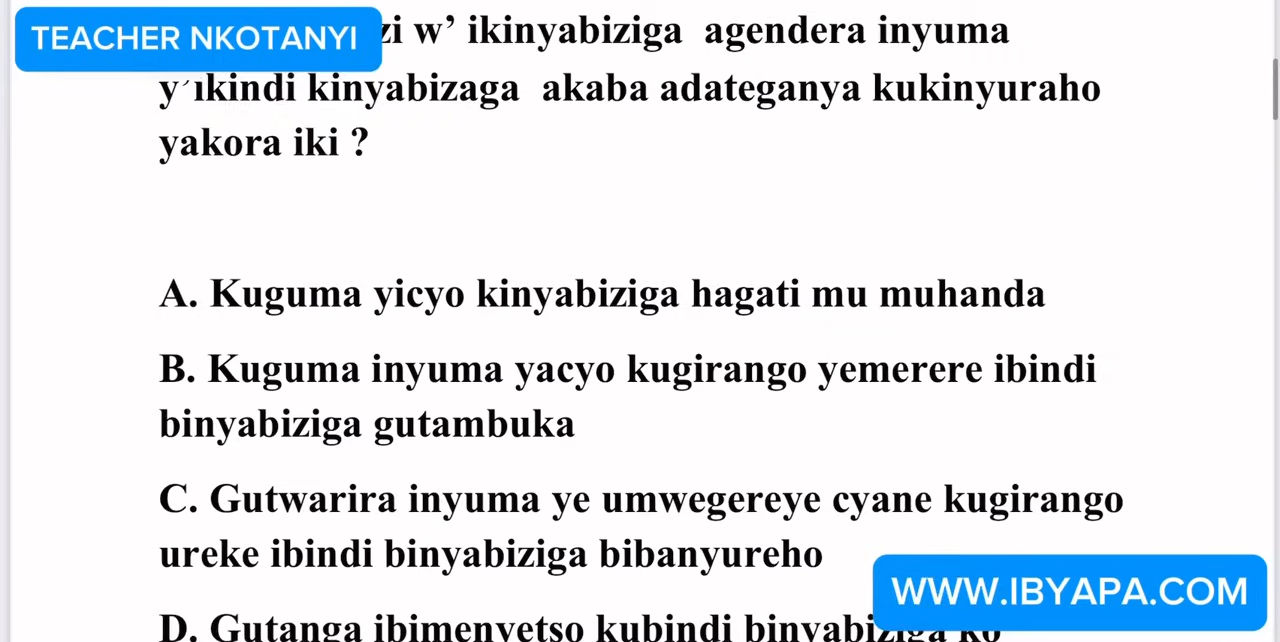 TEACHER NKOTANYI
zi w’ ikinyabiziga agendera inyuma
y’ikindi kinyabizaga akaba adateganya kukinyuraho
yakora iki ?
A. Kuguma yicyo kinyabiziga hagati mu muhanda
B. Kuguma inyuma yacyo kugirango yemerere ibindi
binyabiziga gutambuka
C. Gutwarira inyuma ye umwegereye cyane kugirango
ureke ibindi binyabiziga bibanyureho
D. Gutanga ibimenyetso kubindi binyabiziga ko
WWW.IBYAPA.COM